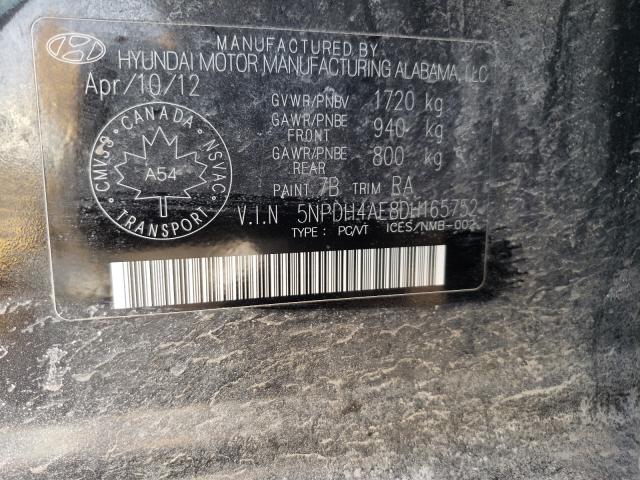 MANUFACTURED BY
HYUNDAI MOTOR MANUFACTURING ALABAMA, LLC
Apr/10/12
GVWR/PNBV 1720 kg
GAWR/PNBE FRONT 940 kg
GAWR/PNBE REAR 800 kg
PAINT 7B TRIM RA
V.I.N 5NPDH4AE8DH165752
TYPE : PC/VT ICES/NMB-002
CANADA
CMVSS
NSVAC
A54
TRANSPORT